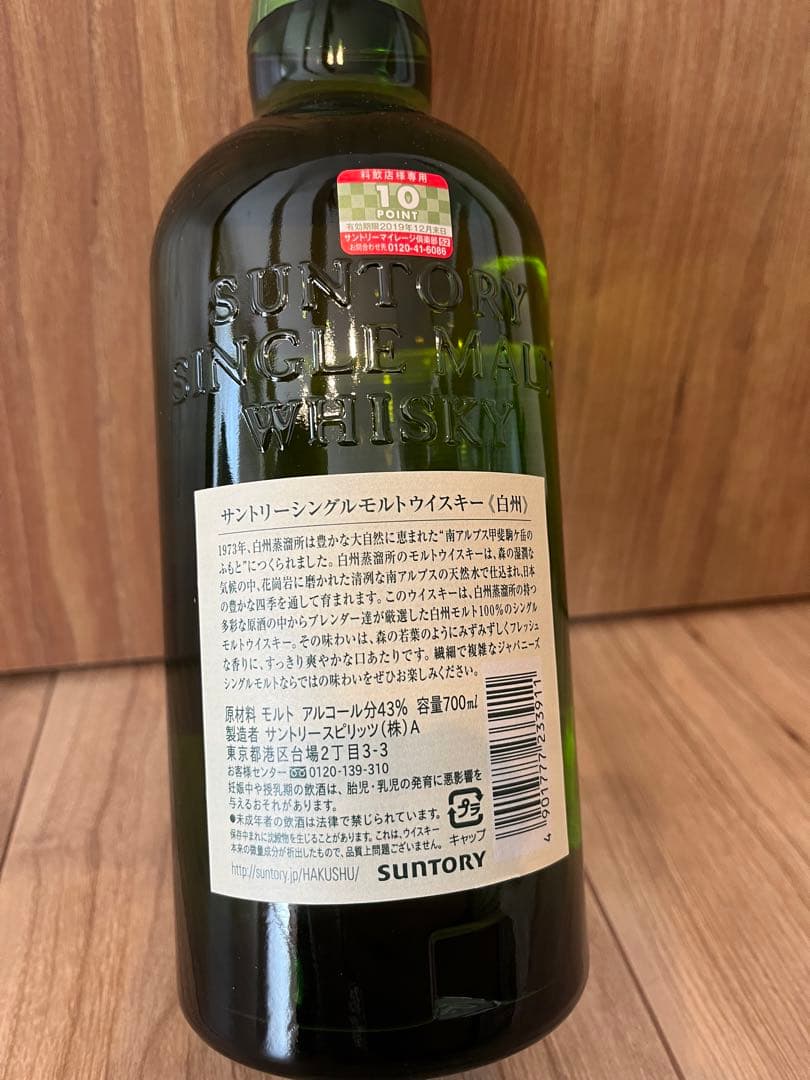 料飲店様専用
10
POINT
有効期限2019年12月末日
サントリーマイレージ倶楽部 52
お問合わせ先 0120-41-6086
SUNTORY
SINGLE MALT
WHISKY
サントリーシングルモルトウイスキー《白州》
1973年、白州蒸溜所は豊かな大自然に恵まれた“南アルプス甲斐駒ケ岳の
ふもと”につくられました。白州蒸溜所のモルトウイスキーは、森の湿潤な
気候の中、花崗岩に磨かれた清冽な南アルプスの天然水で仕込まれ、日本
の豊かな四季を通して育まれます。このウイスキーは、白州蒸溜所の持つ
多彩な原酒の中からブレンダー達が厳選した白州モルト100%のシングル
モルトウイスキー。その味わいは、森の若葉のようにみずみずしくフレッシュ
な香りに、すっきり爽やかな口あたりです。繊細で複雑なジャパニーズ
シングルモルトならではの味わいをぜひお楽しみください。
原材料 モルト アルコール分43% 容量700ml
製造者 サントリースピリッツ(株)A
東京都港区台場2丁目3-3
お客様センター 0120-139-310
妊娠中や授乳期の飲酒は、胎児・乳児の発育に悪影響を
与えるおそれがあります。
●未成年者の飲酒は法律で禁じられています。
保存中まれに沈殿物を生じることがあります。これは、ウイスキー
本来の微量成分が析出したもので、品質上問題ございません。
プラ
キャップ
http://suntory.jp/HAKUSHU/
SUNTORY
4 901777 233911